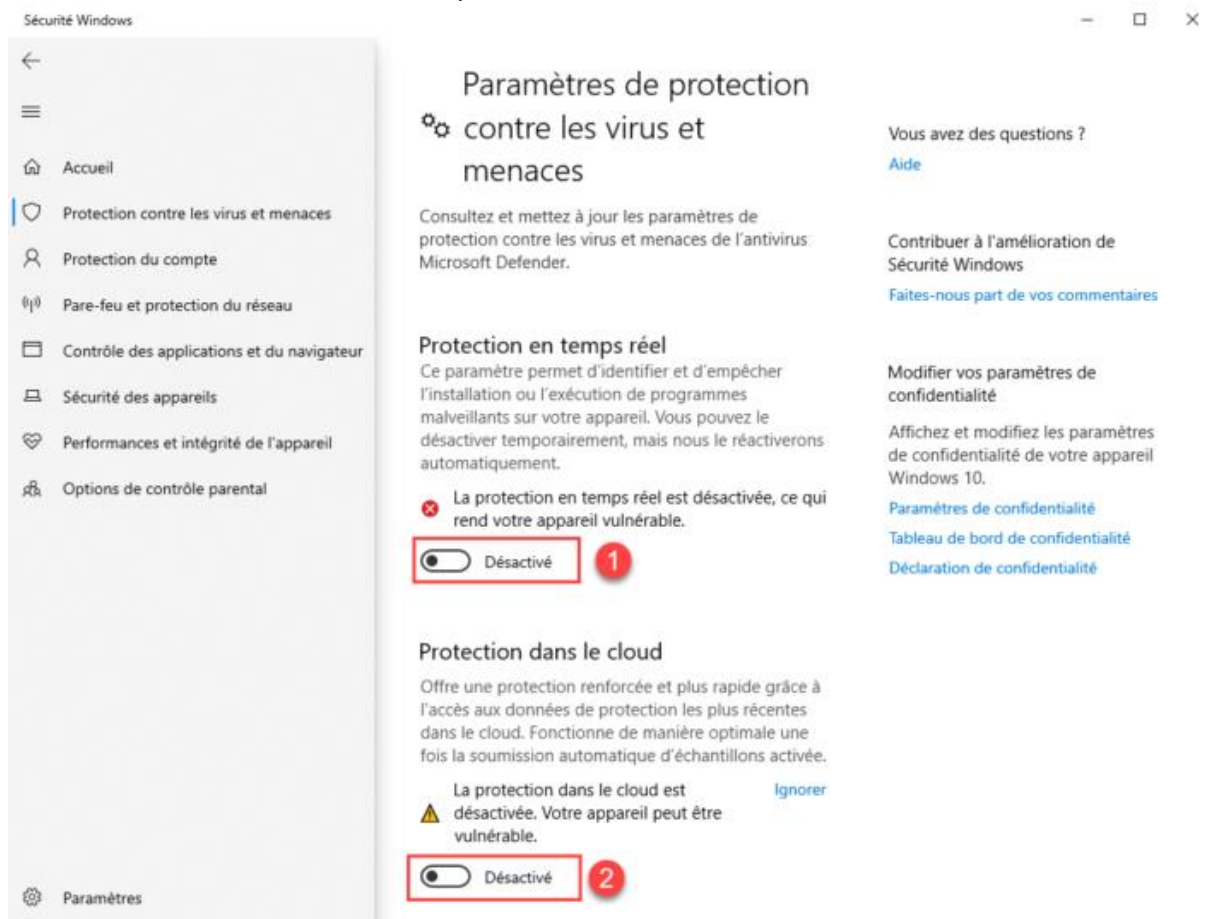 Sécurité Windows
Accueil
Protection contre les virus et menaces
Protection du compte
Pare-feu et protection du réseau
Contrôle des applications et du navigateur
Sécurité des appareils
Performances et intégrité de l'appareil
Options de contrôle parental
Paramètres
Paramètres de protection
contre les virus et
menaces
Consultez et mettez à jour les paramètres de
protection contre les virus et menaces de l'antivirus
Microsoft Defender.
Protection en temps réel
Ce paramètre permet d'identifier et d'empêcher
l'installation ou l'exécution de programmes
malveillants sur votre appareil. Vous pouvez le
désactiver temporairement, mais nous le réactiverons
automatiquement.
La protection en temps réel est désactivée, ce qui
rend votre appareil vulnérable.
Désactivé 1
Protection dans le cloud
Offre une protection renforcée et plus rapide grâce à
l'accès aux données de protection les plus récentes
dans le cloud. Fonctionne de manière optimale une
fois la soumission automatique d'échantillons activée.
La protection dans le cloud est Ignorer
désactivée. Votre appareil peut être
vulnérable.
Désactivé 2
Vous avez des questions ?
Aide
Contribuer à l'amélioration de
Sécurité Windows
Faites-nous part de vos commentaires
Modifier vos paramètres de
confidentialité
Affichez et modifiez les paramètres
de confidentialité de votre appareil
Windows 10.
Paramètres de confidentialité
Tableau de bord de confidentialité
Déclaration de confidentialité